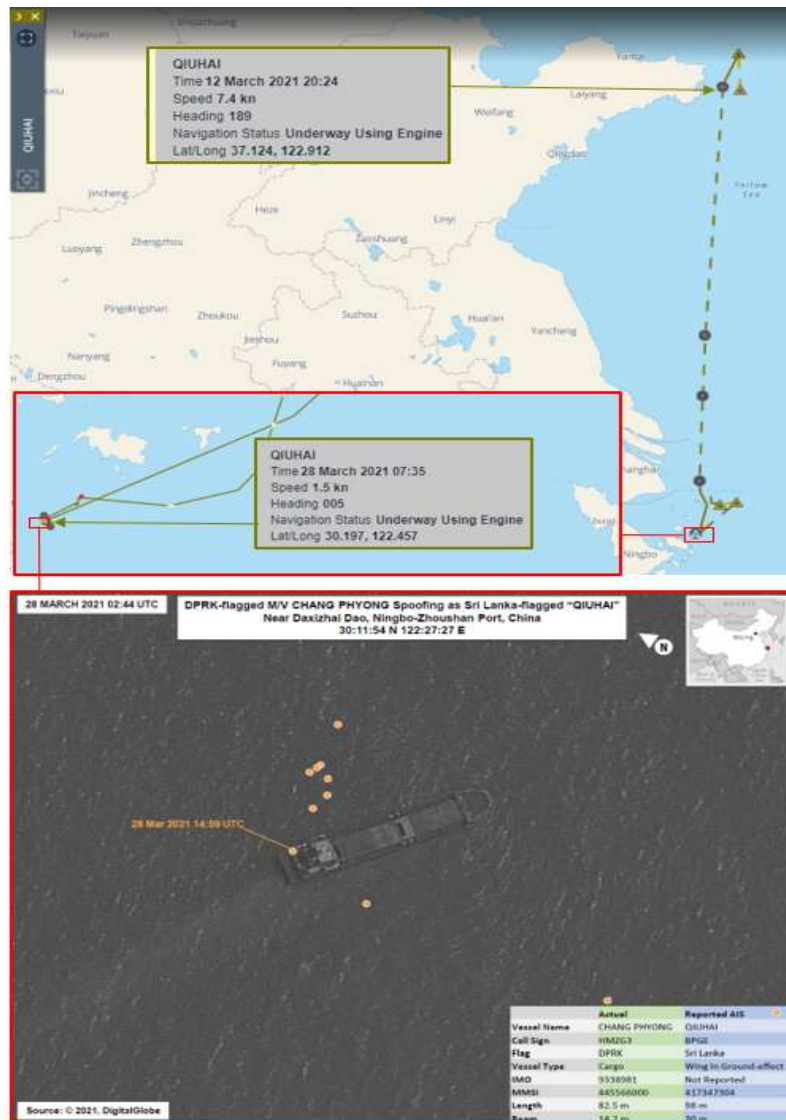 Taiyuan
QIUHAI
Time 12 March 2021 20:24
Speed 7.4 kn
Heading 189
Navigation Status Underway Using Engine
Lat/Long 37.124, 122.912
Yantai
Laiyang
Weifang
Qingdao
QIUHAI
Yellow
Sea
Jincheng
Heze
Linyi
Luoyang
Zhengzhou
Zaozhuang
Pingdingshan
Zhoukou
Suzhou
Huai'an
Yancheng
Nanyang
Jieshou
Dengzhou
Fuyang
Huainan
QIUHAI
Time 28 March 2021 07:35
Speed 1.5 kn
Heading 005
Navigation Status Underway Using Engine
Lat/Long 30.197, 122.457
Shanghai
Ningbo
28 MARCH 2021 02:44 UTC
DPRK-flagged M/V CHANG PHYONG Spoofing as Sri Lanka-flagged "QIUHAI"
Near Daxizhai Dao, Ningbo-Zhoushan Port, China
30:11:54 N 122:27:27 E
N
Beijing
28 Mar 2021 14:59 UTC
Actual Reported AIS
Vessel Name CHANG PHYONG QIUHAI
Call Sign HMZG3 BPGE
Flag DPRK Sri Lanka
Vessel Type Cargo Wing In Ground-effect
IMO 9338981 Not Reported
MMSI 445566000 417347304
Length 82.5 m 98 m
Beam 14.2 m 20 m
Source: © 2021, DigitalGlobe